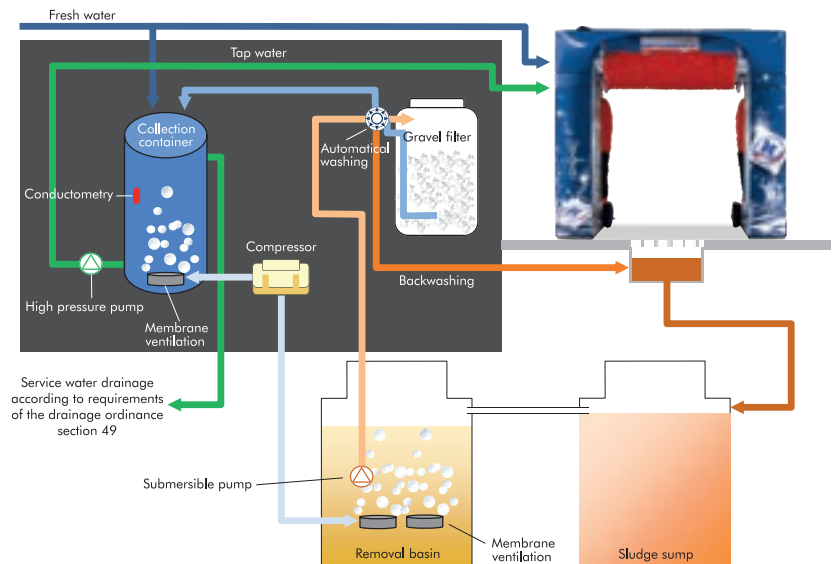 Fresh water
Tap water
Collection
container
Automatical
washing
Gravel filter
Conductometry
Compressor
Backwashing
High pressure pump
Membrane
ventilation
Service water drainage
according to requirements
of the drainage ordinance
section 49
Submersible pump
Membrane
ventilation
Removal basin
Sludge sump